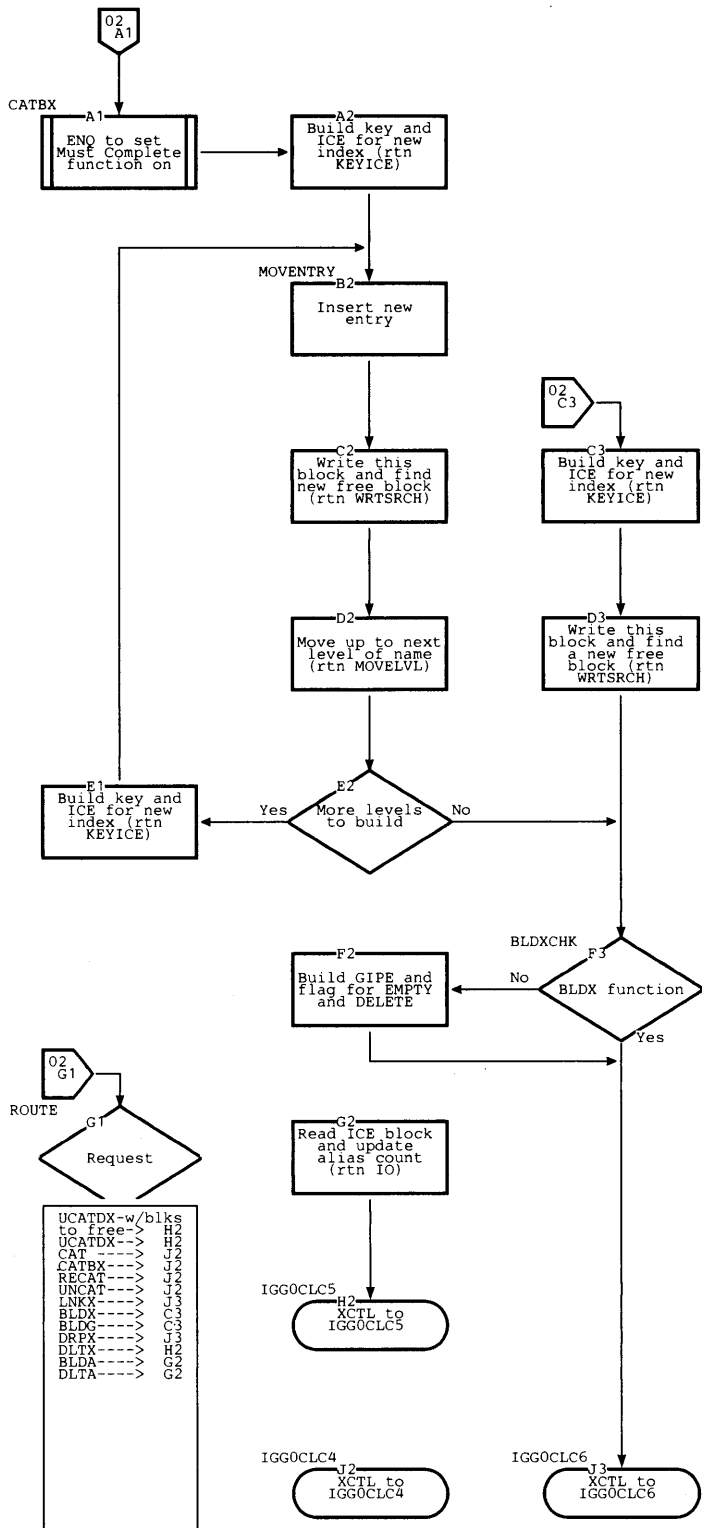 02
A1
CATBX
A1
ENQ to set
Must Complete
function on
A2
Build key and
ICE for new
index (rtn
KEYICE)
MOVENTRY
B2
Insert new
entry
02
C3
C2
Write this
block and find
new free block
(rtn WRTSRCH)
C3
Build key and
ICE for new
index (rtn
KEYICE)
D2
Move up to next
level of name
(rtn MOVELVL)
D3
Write this
block and find
a new free
block (rtn
WRTSRCH)
E1
Build key and
ICE for new
index (rtn
KEYICE)
Yes
E2
More levels
to build
No
BLDXCHK
F2
Build GIPE and
flag for EMPTY
and DELETE
No
F3
BLDX function
Yes
02
G1
ROUTE
G1
Request
G2
Read ICE block
and update
alias count
(rtn IO)
UCATDX-w/blks
to free-> H2
UCATDX--> H2
CAT ----> J2
CATBX---> J2
RECAT---> J2
UNCAT---> J2
LNKX----> J3
BLDX----> C3
BLDG----> C3
DRPX----> J3
DLTX----> H2
BLDA----> G2
DLTA----> G2
IGG0CLC5
H2
XCTL to
IGG0CLC5
IGG0CLC4
J2
XCTL to
IGG0CLC4
IGG0CLC6
J3
XCTL to
IGG0CLC6